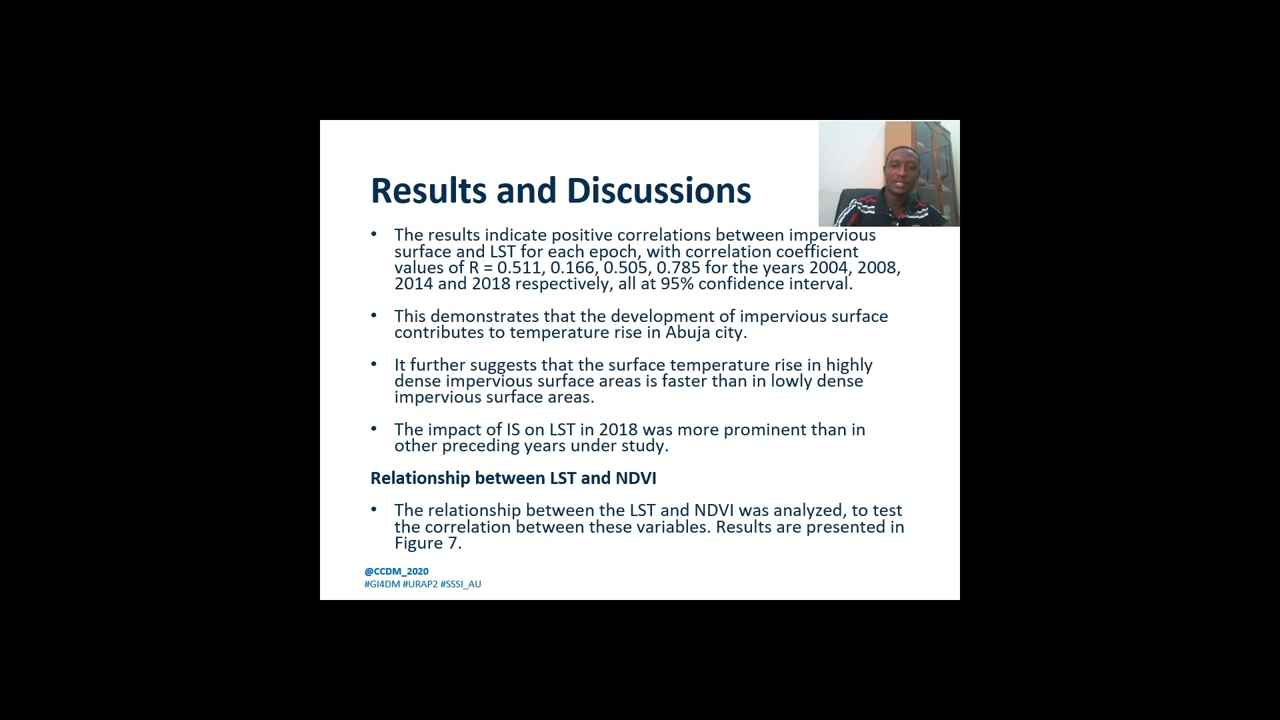 Results and Discussions
• The results indicate positive correlations between impervious
surface and LST for each epoch, with correlation coefficient
values of R = 0.511, 0.166, 0.505, 0.785 for the years 2004, 2008,
2014 and 2018 respectively, all at 95% confidence interval.
• This demonstrates that the development of impervious surface
contributes to temperature rise in Abuja city.
• It further suggests that the surface temperature rise in highly
dense impervious surface areas is faster than in lowly dense
impervious surface areas.
• The impact of IS on LST in 2018 was more prominent than in
other preceding years under study.
Relationship between LST and NDVI
• The relationship between the LST and NDVI was analyzed, to test
the correlation between these variables. Results are presented in
Figure 7.
@CCDM_2020
#GI4DM #URAP2 #SSSI_AU